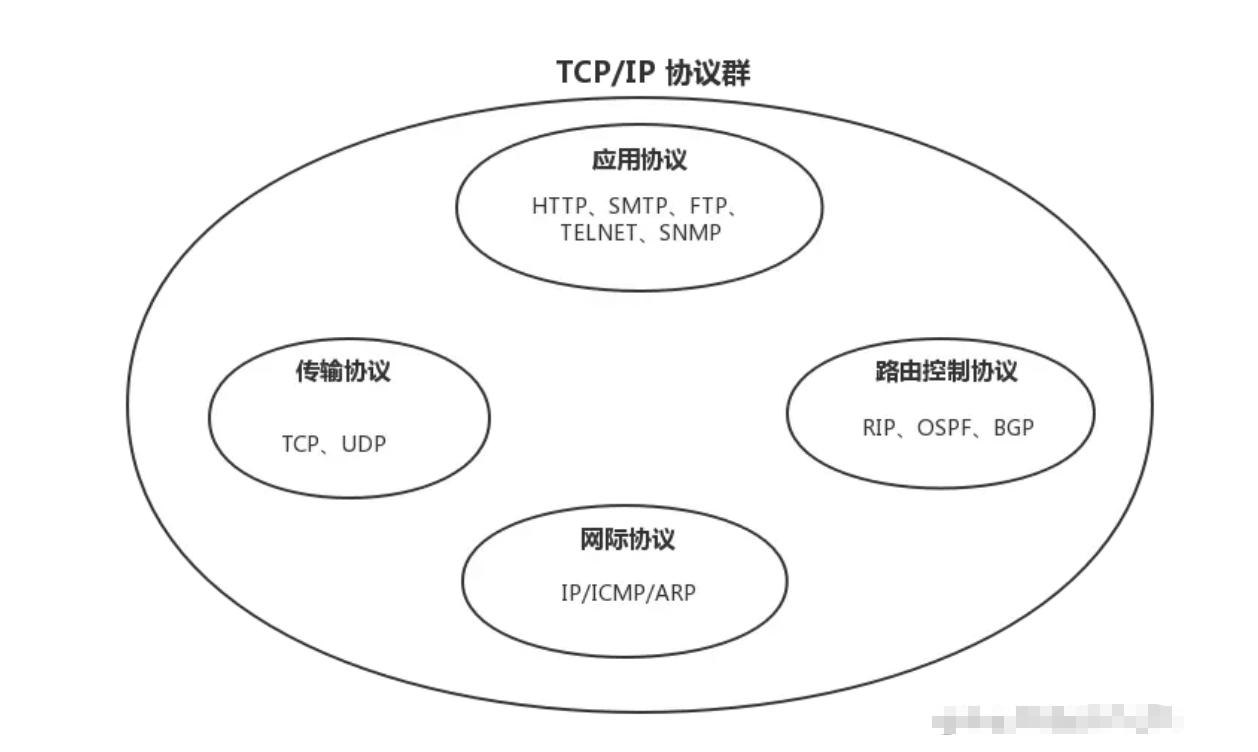 TCP/IP 协议群
应用协议
HTTP、SMTP、FTP、
TELNET、SNMP
传输协议
TCP、UDP
路由控制协议
RIP、OSPF、BGP
网际协议
IP/ICMP/ARP